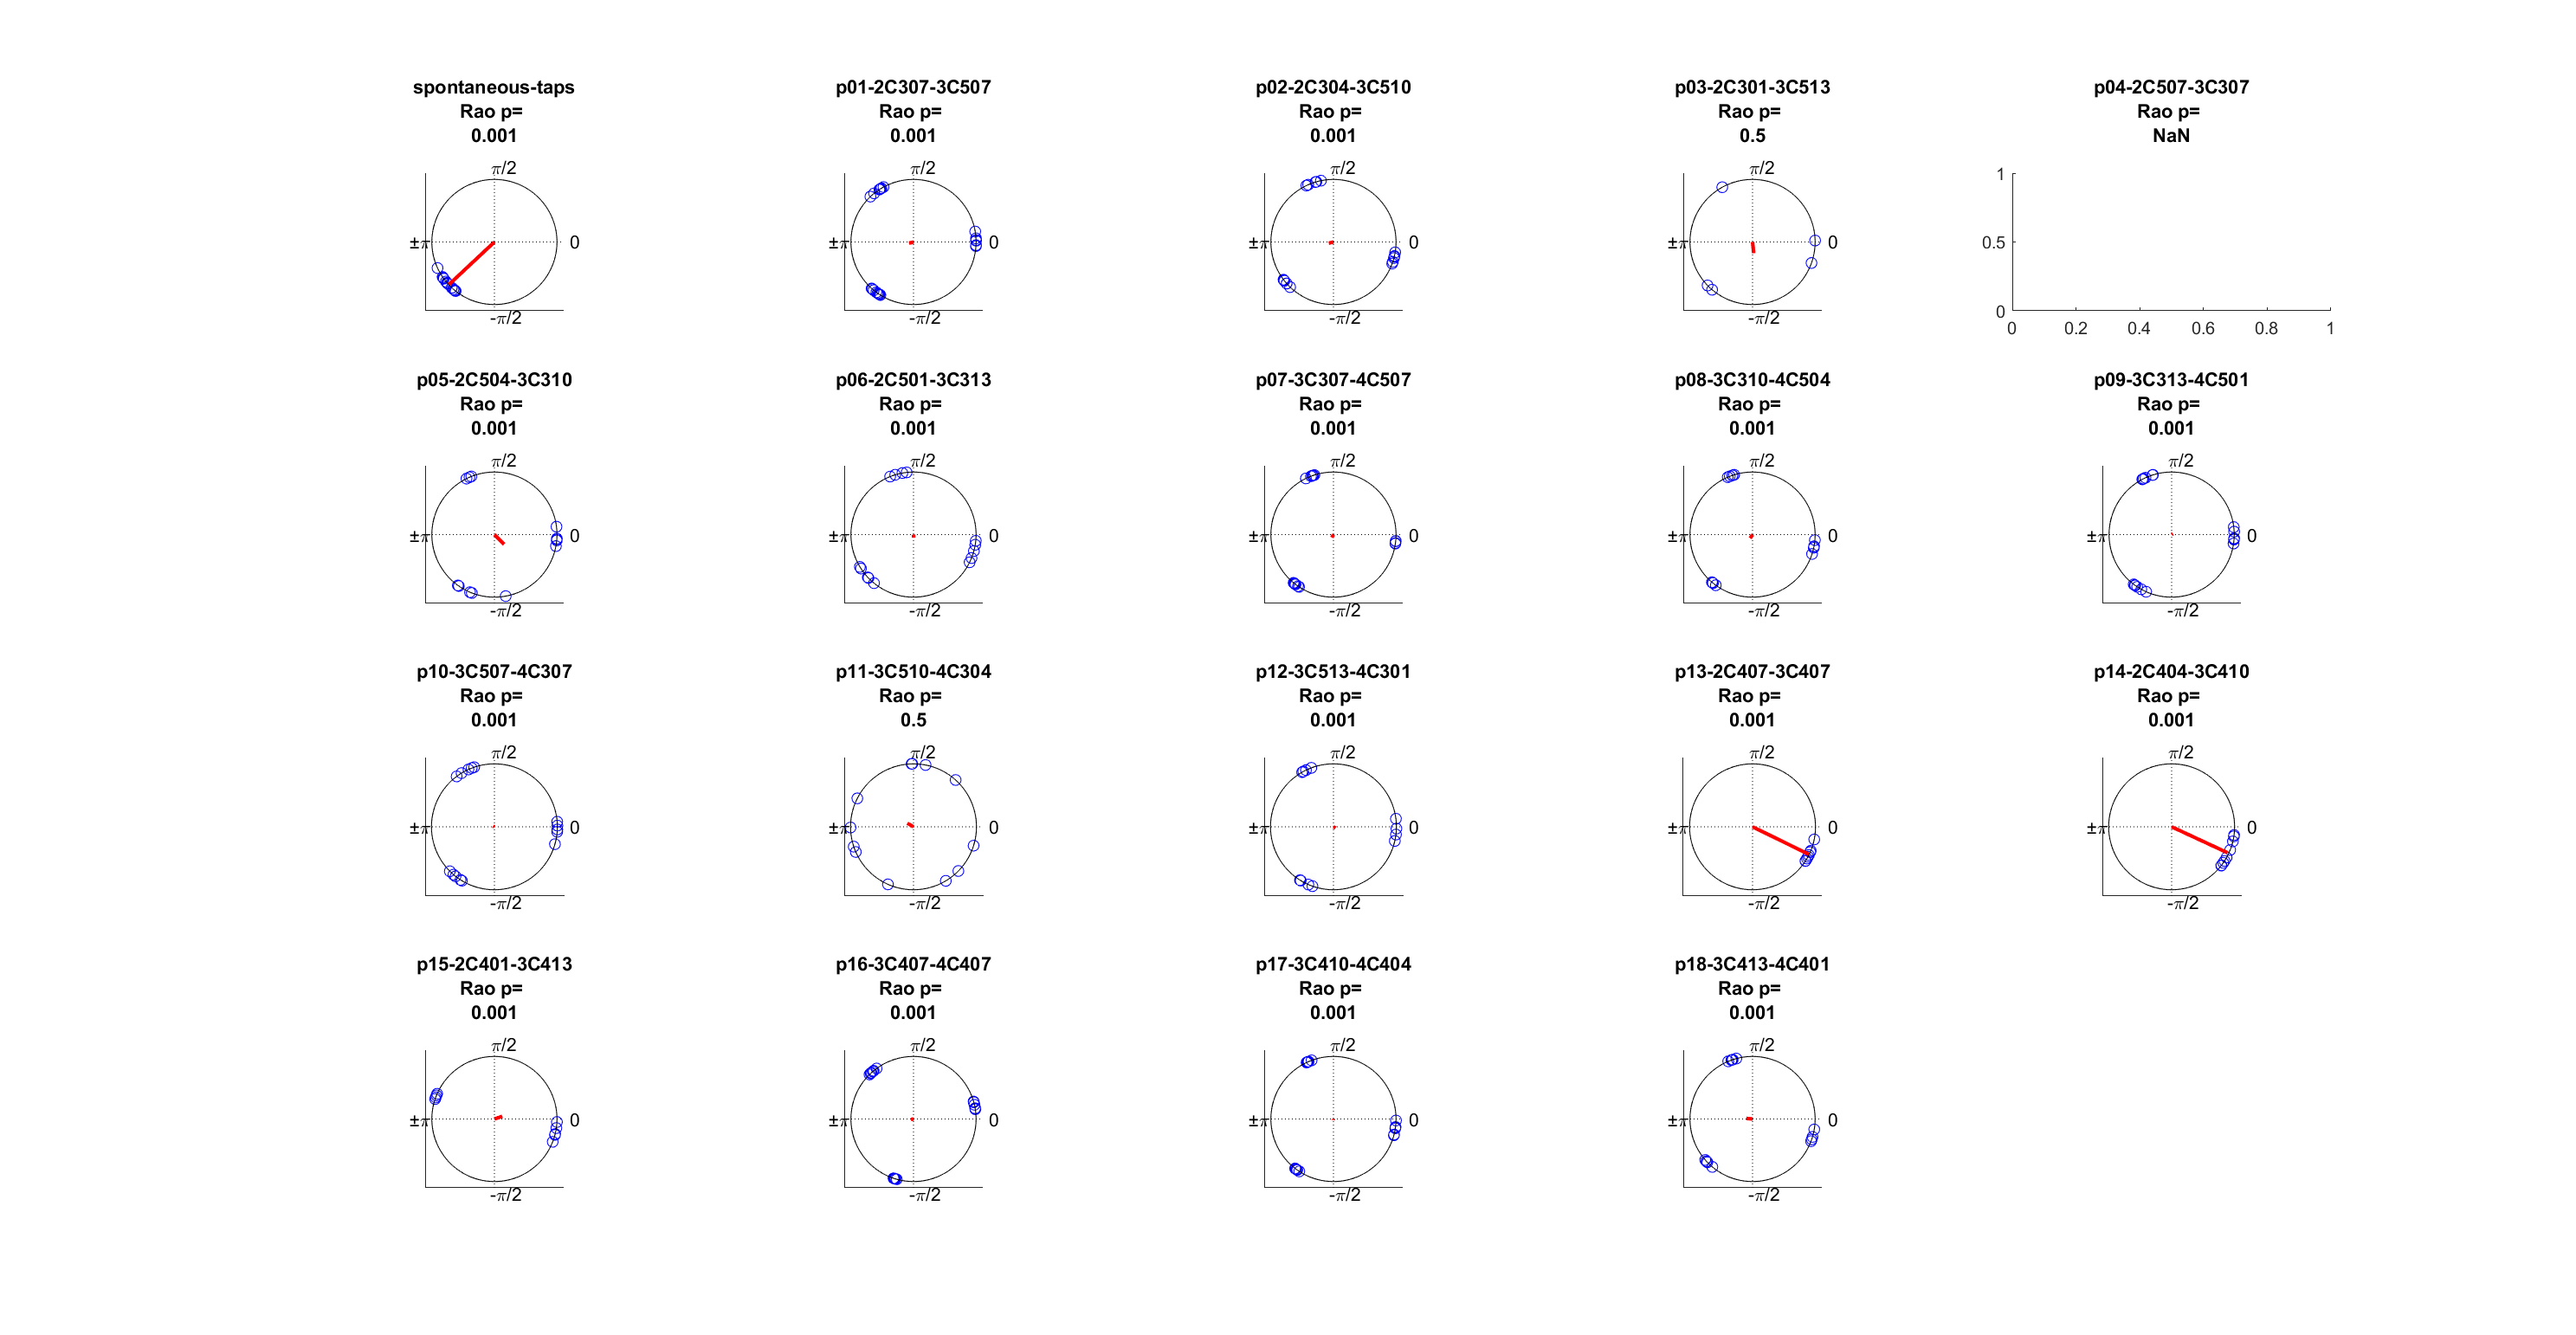 spontaneous-taps
Rao p=
0.001
π/2
±π
0
-π/2
p01-2C307-3C507
Rao p=
0.001
π/2
±π
0
-π/2
p02-2C304-3C510
Rao p=
0.001
π/2
±π
0
-π/2
p03-2C301-3C513
Rao p=
0.5
π/2
±π
0
-π/2
p04-2C507-3C307
Rao p=
NaN
1
0.5
0
0 0.2 0.4 0.6 0.8 1
p05-2C504-3C310
Rao p=
0.001
π/2
±π
0
-π/2
p06-2C501-3C313
Rao p=
0.001
π/2
±π
0
-π/2
p07-3C307-4C507
Rao p=
0.001
π/2
±π
0
-π/2
p08-3C310-4C504
Rao p=
0.001
π/2
±π
0
-π/2
p09-3C313-4C501
Rao p=
0.001
π/2
±π
0
-π/2
p10-3C507-4C307
Rao p=
0.001
π/2
±π
0
-π/2
p11-3C510-4C304
Rao p=
0.5
π/2
±π
0
-π/2
p12-3C513-4C301
Rao p=
0.001
π/2
±π
0
-π/2
p13-2C407-3C407
Rao p=
0.001
π/2
±π
0
-π/2
p14-2C404-3C410
Rao p=
0.001
π/2
±π
0
-π/2
p15-2C401-3C413
Rao p=
0.001
π/2
±π
0
-π/2
p16-3C407-4C407
Rao p=
0.001
π/2
±π
0
-π/2
p17-3C410-4C404
Rao p=
0.001
π/2
±π
0
-π/2
p18-3C413-4C401
Rao p=
0.001
π/2
±π
0
-π/2